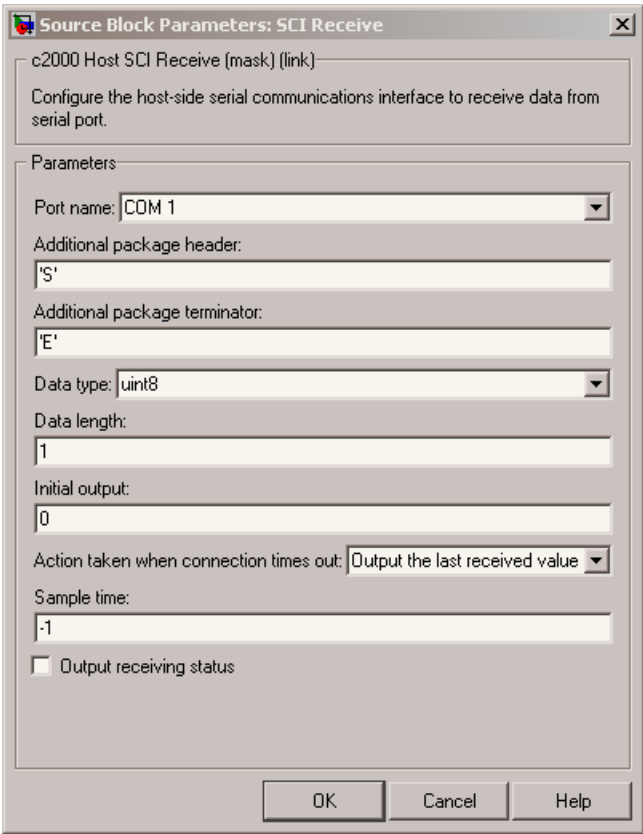 Source Block Parameters: SCI Receive
c2000 Host SCI Receive (mask) (link)
Configure the host-side serial communications interface to receive data from
serial port.
Parameters
Port name: COM 1
Additional package header:
'S'
Additional package terminator:
'E'
Data type: uint8
Data length:
1
Initial output:
0
Action taken when connection times out: Output the last received value
Sample time:
-1
Output receiving status
OK Cancel Help